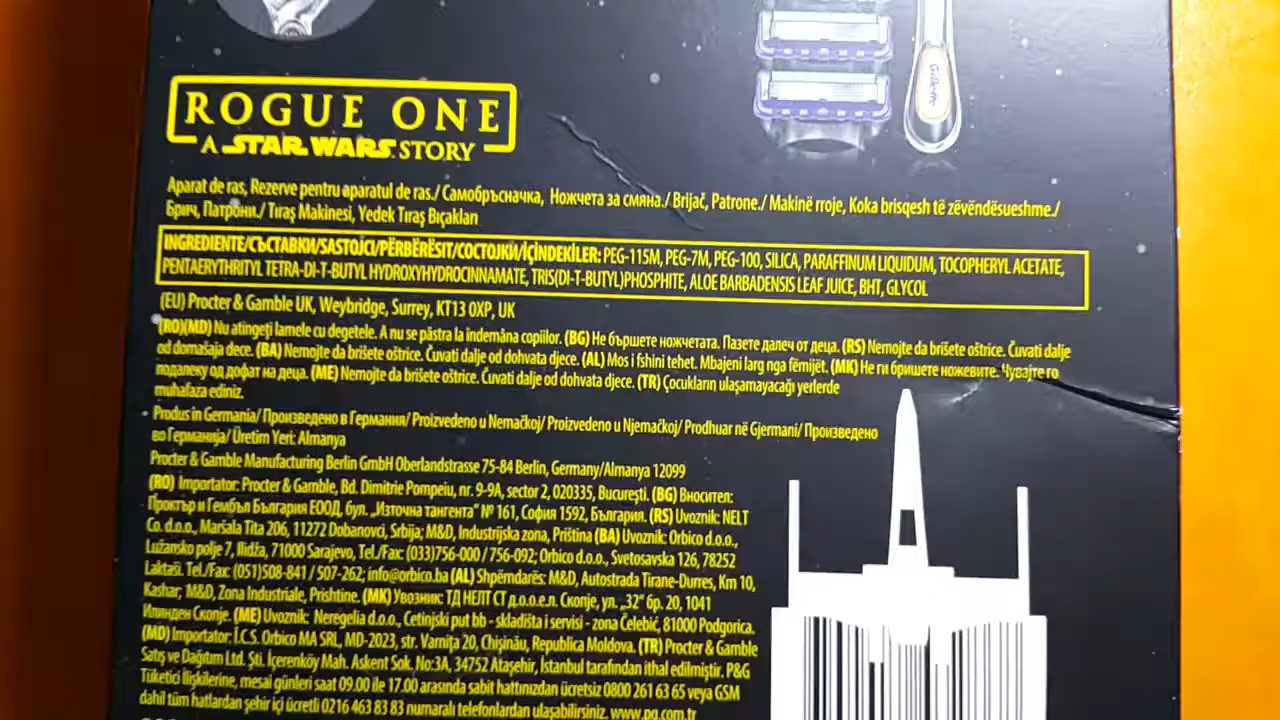 Gillette
ROGUE ONE
A STAR WARS STORY
Aparat de ras, Rezerve pentru aparatul de ras./ Самобръсначка, Ножчета за смяна./ Brijač, Patrone./ Makinë rroje, Koka brisqesh të zëvëndësueshme./
Брич, Патрони./ Tıraş Makinesi, Yedek Tıraş Bıçakları
INGREDIENTE/СЪСТАВКИ/SASTOJCI/PËRBËRËSIT/СОСТОЈКИ/İÇİNDEKİLER: PEG-115M, PEG-7M, PEG-100, SILICA, PARAFFINUM LIQUIDUM, TOCOPHERYL ACETATE,
PENTAERYTHRITYL TETRA-DI-T-BUTYL HYDROXYHYDROCINNAMATE, TRIS(DI-T-BUTYL)PHOSPHITE, ALOE BARBADENSIS LEAF JUICE, BHT, GLYCOL
(EU) Procter & Gamble UK, Weybridge, Surrey, KT13 0XP, UK
(RO)(MD) Nu atingeți lamele cu degetele. A nu se păstra la îndemâna copiilor. (BG) Не бършете ножчетата. Пазете далеч от деца. (RS) Nemojte da brišete oštrice. Čuvati dalje
od domašaja dece. (BA) Nemojte da brišete oštrice. Čuvati dalje od dohvata djece. (AL) Mos i fshini tehet. Mbajeni larg nga fëmijët. (MK) Не ги бришете ножевите. Чувајте го
подалеку од дофат на деца. (ME) Nemojte da brišete oštrice. Čuvati dalje od dohvata djece. (TR) Çocukların ulaşamayacağı yerlerde
muhafaza ediniz.
Produs in Germania/ Произведено в Германия/ Proizvedeno u Nemačkoj/ Proizvedeno u Njemačkoj/ Prodhuar në Gjermani/ Произведено
во Германија/ Üretim Yeri: Almanya
Procter & Gamble Manufacturing Berlin GmbH Oberlandstrasse 75-84 Berlin, Germany/Almanya 12099
(RO) Importator: Procter & Gamble, Bd. Dimitrie Pompeiu, nr. 9-9A, sector 2, 020335, București. (BG) Вносител:
Проктър и Гембъл България ЕООД, бул. „Източна тангента" № 161, София 1592, България. (RS) Uvoznik: NELT
Co. d.o.o., Maršala Tita 206, 11272 Dobanovci, Srbija; M&D, Industrijska zona, Priština (BA) Uvoznik: Orbico d.o.o.,
Lužansko polje 7, Ilidža, 71000 Sarajevo, Tel./Fax: (033)756-000 / 756-092; Orbico d.o.o., Svetosavska 126, 78252
Laktaši. Tel./Fax: (051)508-841 / 507-262; info@orbico.ba (AL) Shpërndarës: M&D, Autostrada Tirane-Durres, Km 10,
Kashar; M&D, Zona Industriale, Prishtine. (MK) Увозник: ТД НЕЛТ СТ д.о.о.е.л. Скопје, ул. „32" бр. 20, 1041
Илинден Скопје. (ME) Uvoznik: Neregelia d.o.o., Cetinjski put bb - skladišta i servisi - zona Čelebić, 81000 Podgorica.
(MD) Importator: Î.C.S. Orbico MA SRL, MD-2023, str. Varnița 20, Chișinău, Republica Moldova. (TR) Procter & Gamble
Satış ve Dağıtım Ltd. Şti. İçerenköy Mah. Askent Sok. No:3A, 34752 Ataşehir, İstanbul tarafından ithal edilmiştir. P&G
Tüketici İlişkilerine, mesai günleri saat 09.00 ile 17.00 arasında sabit hattınızdan ücretsiz 0800 261 63 65 veya GSM
dahil tüm hatlardan şehir içi ücretli 0216 463 83 83 numaralı telefonlardan ulaşabilirsiniz. www.pg.com.tr